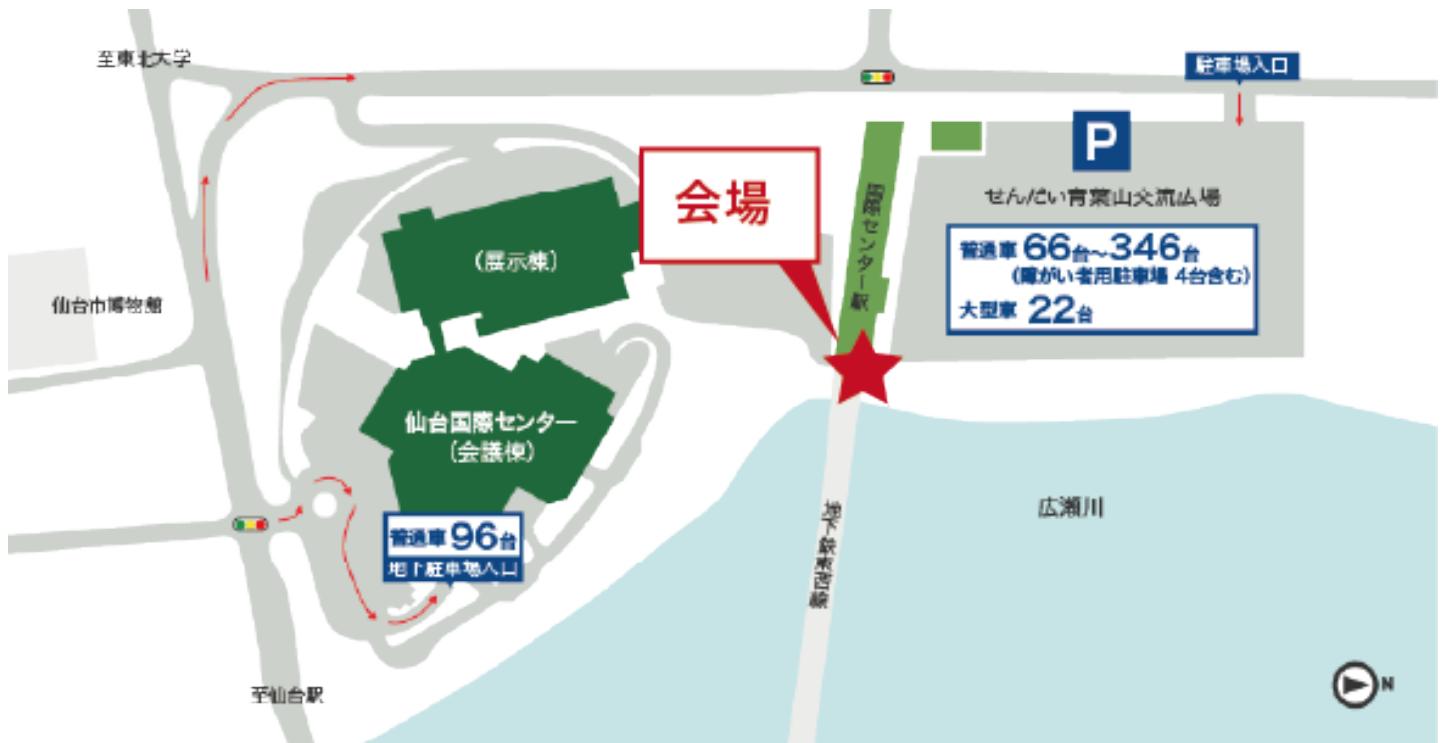 至東北大学
駐車場入口
P
会場
せんだい青葉山交流広場
国際センター駅
普通車 66台~346台
(障がい者用駐車場 4台含む)
大型車 22台
(展示棟)
仙台市博物館
仙台国際センター
(会議棟)
普通車 96台
地下駐車場入口
広瀬川
地下鉄東西線
至仙台駅
N